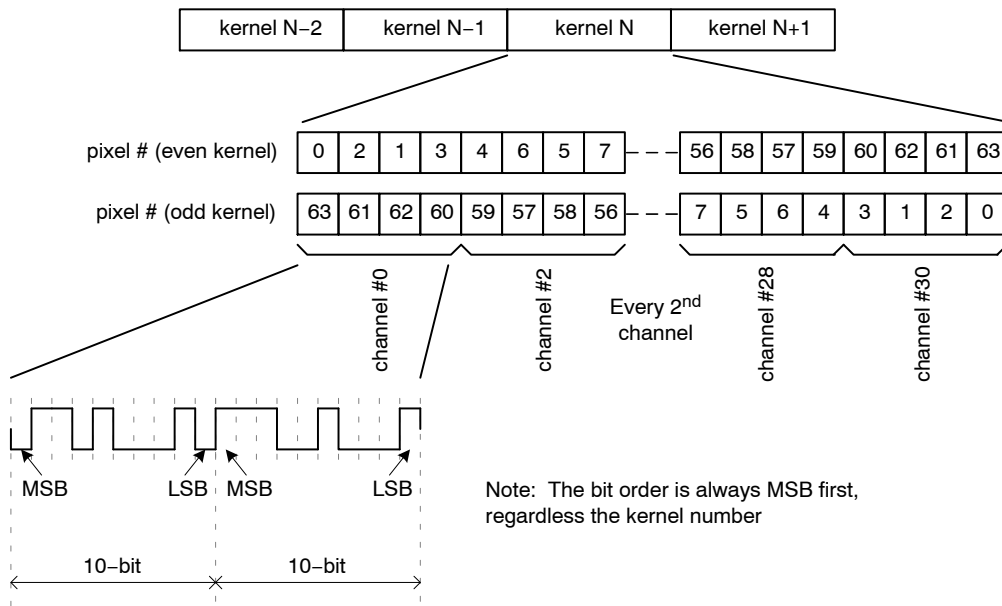 kernel N−2 kernel N−1 kernel N kernel N+1
pixel # (even kernel) 0 2 1 3 4 6 5 7 56 58 57 59 60 62 61 63
pixel # (odd kernel) 63 61 62 60 59 57 58 56 7 5 6 4 3 1 2 0
channel #0
channel #2
Every 2nd
channel
channel #28
channel #30
MSB LSB MSB LSB
Note: The bit order is always MSB first,
regardless the kernel number
10−bit 10−bit